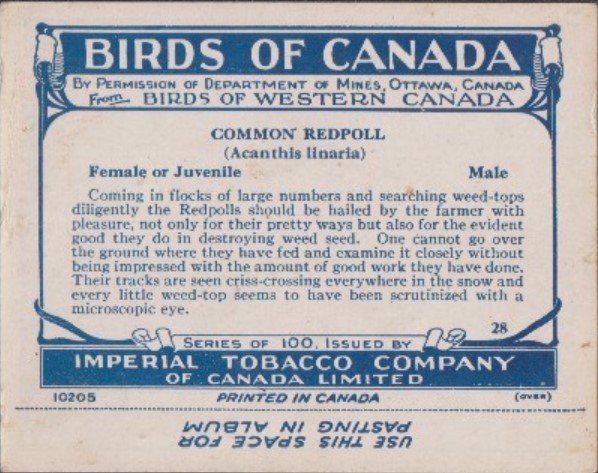 BIRDS OF CANADA
BY PERMISSION OF DEPARTMENT OF MINES, OTTAWA, CANADA
From BIRDS OF WESTERN CANADA
COMMON REDPOLL
(Acanthis linaria)
Female or Juvenile Male
Coming in flocks of large numbers and searching weed-tops
diligently the Redpolls should be hailed by the farmer with
pleasure, not only for their pretty ways but also for the evident
good they do in destroying weed seed. One cannot go over
the ground where they have fed and examine it closely without
being impressed with the amount of good work they have done.
Their tracks are seen criss-crossing everywhere in the snow and
every little weed-top seems to have been scrutinized with a
microscopic eye.
28
SERIES OF 100, ISSUED BY
IMPERIAL TOBACCO COMPANY
OF CANADA LIMITED
10205 PRINTED IN CANADA (OVER)
USE THIS SPACE FOR
PASTING IN ALBUM